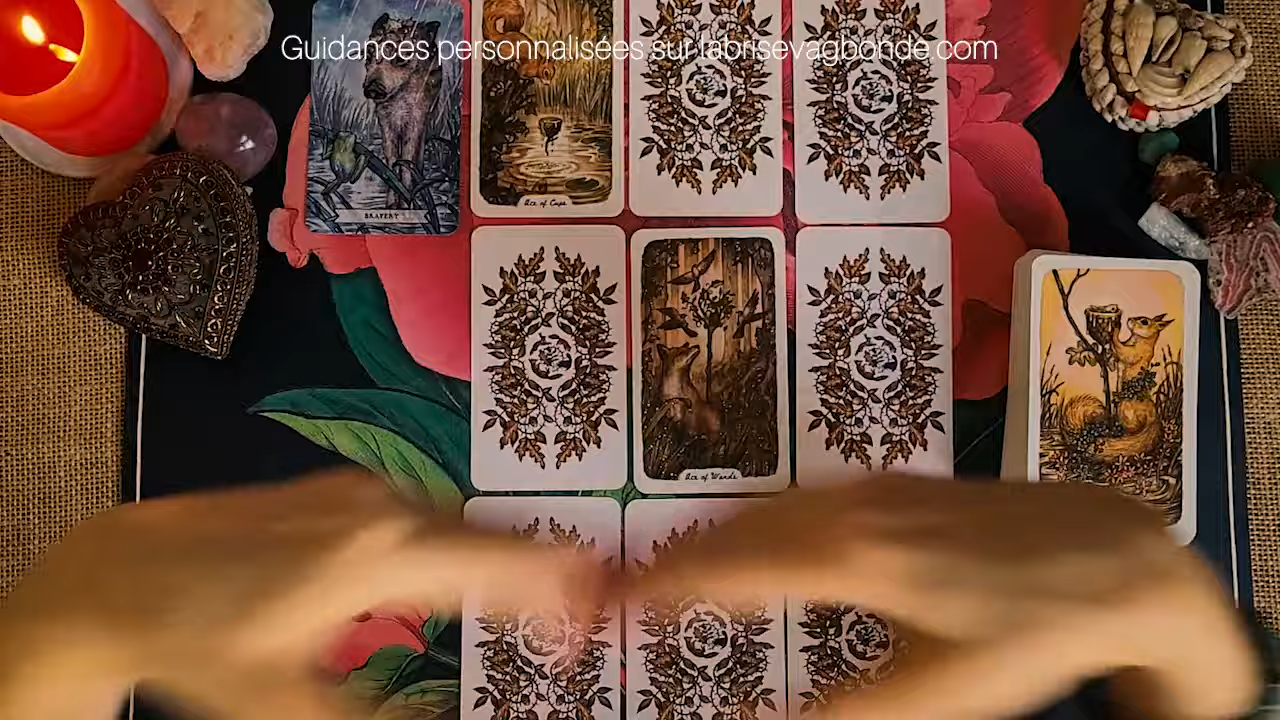 Guidances personnalisées sur labrisevagbonde.com
BRAVERY
Ace of Cups
Ace of Wands